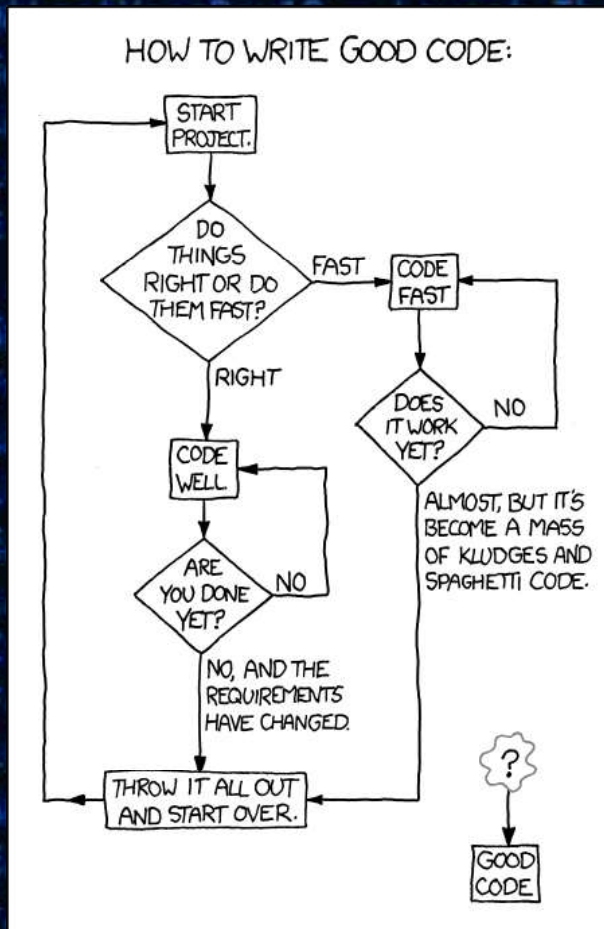 HOW TO WRITE GOOD CODE:
START
PROJECT.
DO
THINGS
RIGHT OR DO
THEM FAST?
FAST
CODE
FAST
RIGHT
DOES
IT WORK
YET?
NO
CODE
WELL
ALMOST, BUT IT'S
BECOME A MASS
OF KLUDGES AND
SPAGHETTI CODE.
ARE
YOU DONE
YET?
NO
NO, AND THE
REQUIREMENTS
HAVE CHANGED.
THROW IT ALL OUT
AND START OVER.
?
GOOD
CODE